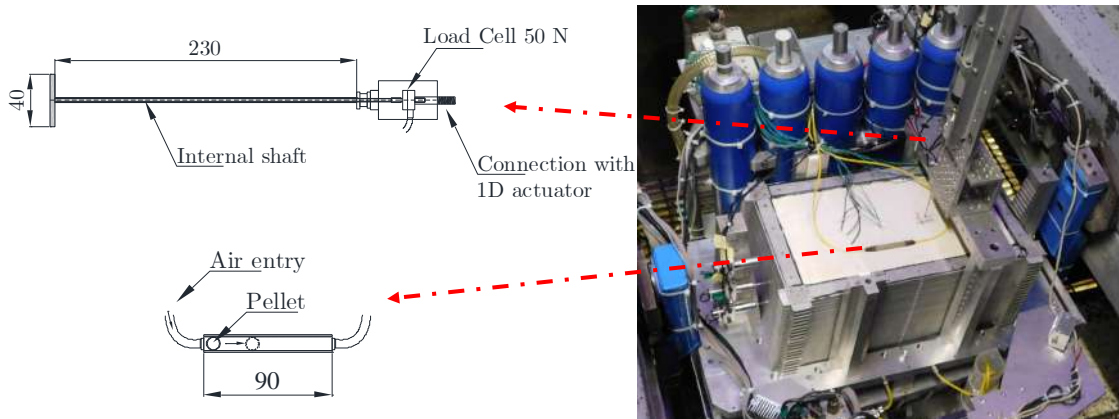 Load Cell 50 N
230
40
Internal shaft
Connection with
1D actuator
Air entry
Pellet
90